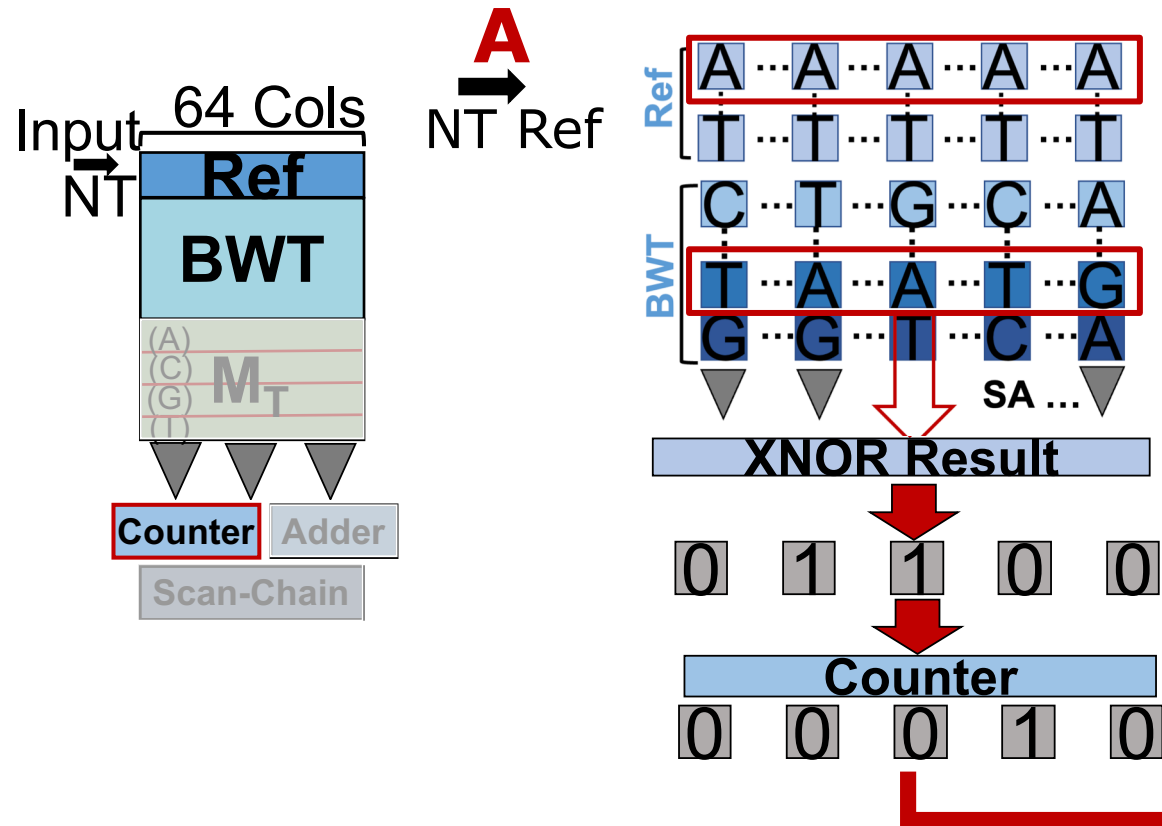 Input
NT
64 Cols
Ref
BWT
(A)
(C)
(G)
(T)
M_T
Counter
Adder
Scan-Chain
A
NT Ref
Ref
A ... A ... A ... A ... A
T ... T ... T ... T ... T
BWT
C ... T ... G ... C ... A
T ... A ... A ... T ... G
G ... G ... T ... C ... A
SA ...
XNOR Result
0 1 1 0 0
Counter
0 0 0 1 0